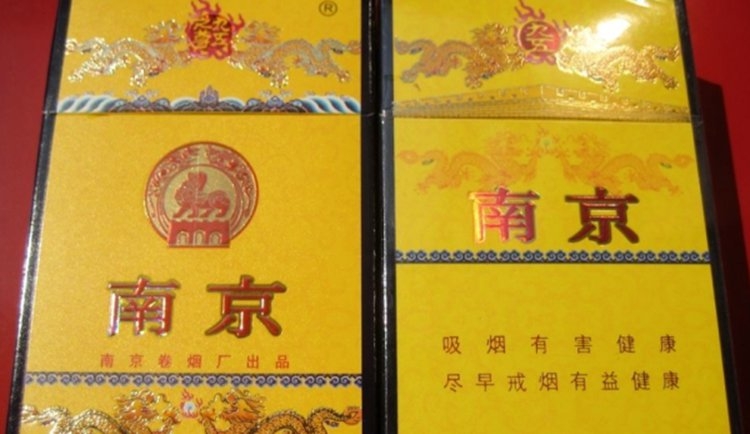 ®
南京
南京卷烟厂出品
南京
吸烟有害健康
尽早戒烟有益健康